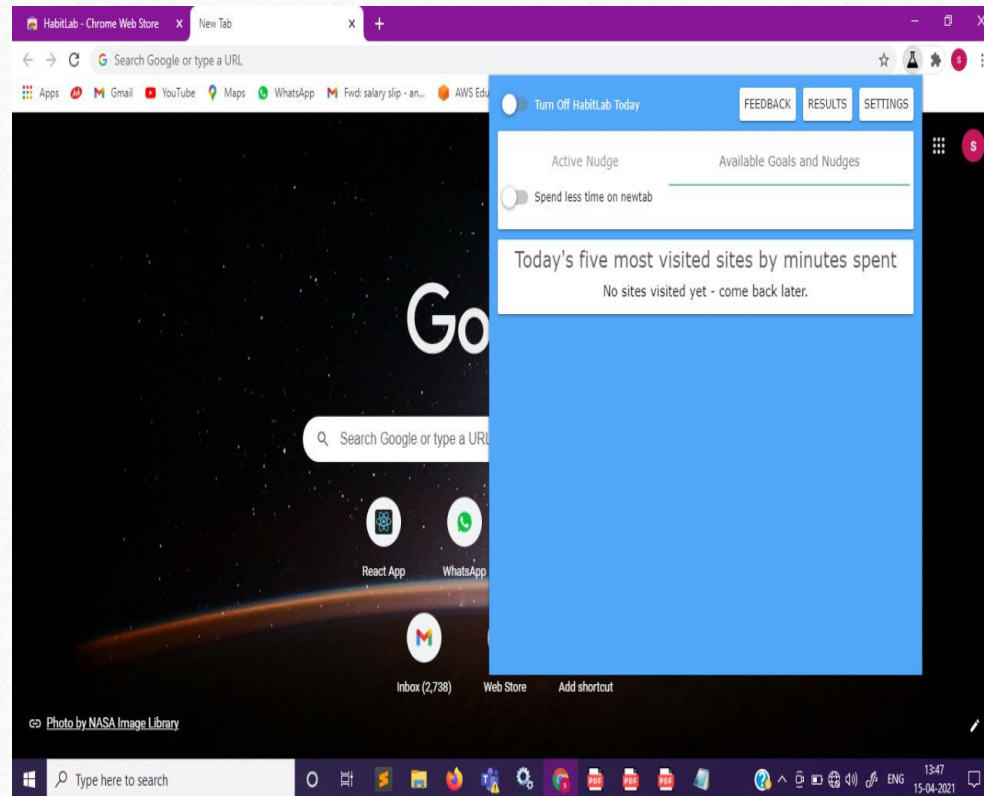 HabitLab - Chrome Web Store
New Tab
Search Google or type a URL
Apps
Gmail
YouTube
Maps
WhatsApp
Fwd: salary slip - an...
AWS Edu
Turn Off HabitLab Today
FEEDBACK
RESULTS
SETTINGS
Active Nudge
Available Goals and Nudges
Spend less time on newtab
Today's five most visited sites by minutes spent
No sites visited yet - come back later.
Go
Search Google or type a URL
React App
WhatsApp
Inbox (2,738)
Web Store
Add shortcut
Photo by NASA Image Library
Type here to search
ENG
13:47
15-04-2021